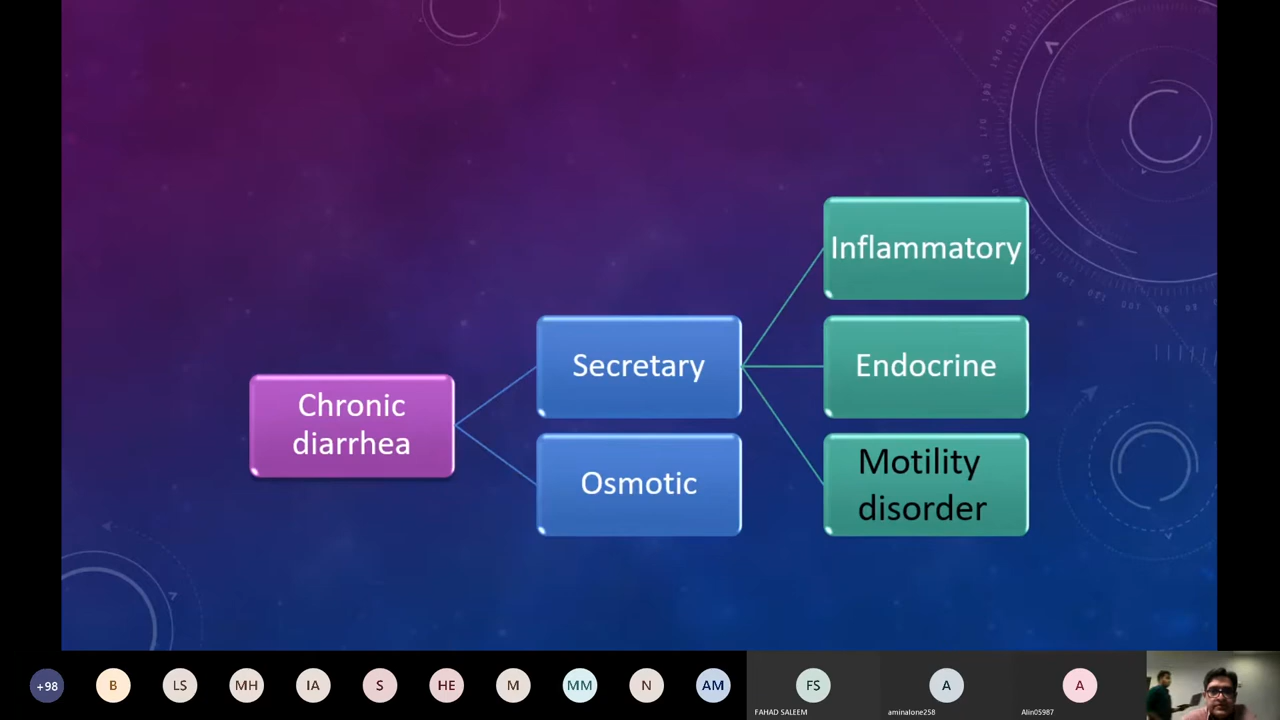 Inflammatory
Secretary
Endocrine
Chronic
diarrhea
Osmotic
Motility
disorder
+98
B
LS
MH
IA
S
HE
M
MM
N
AM
FS
A
A
FAHAD SALEEM
aminalone258
Alin05987